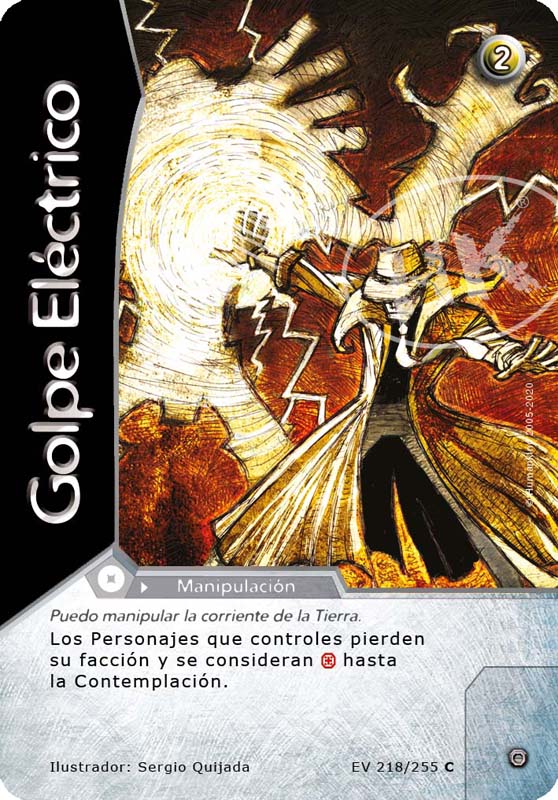 2
Golpe Eléctrico
Manipulación
Puedo manipular la corriente de la Tierra.
Los Personajes que controles pierden
su facción y se consideran hasta
la Contemplación.
Ilustrador: Sergio Quijada
EV 218/255 C